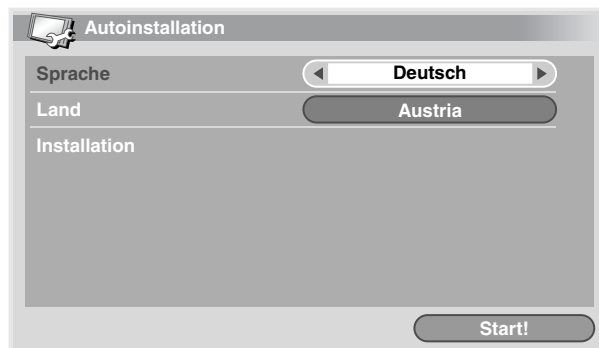 Autoinstallation
Sprache Deutsch
Land Austria
Installation
Start!